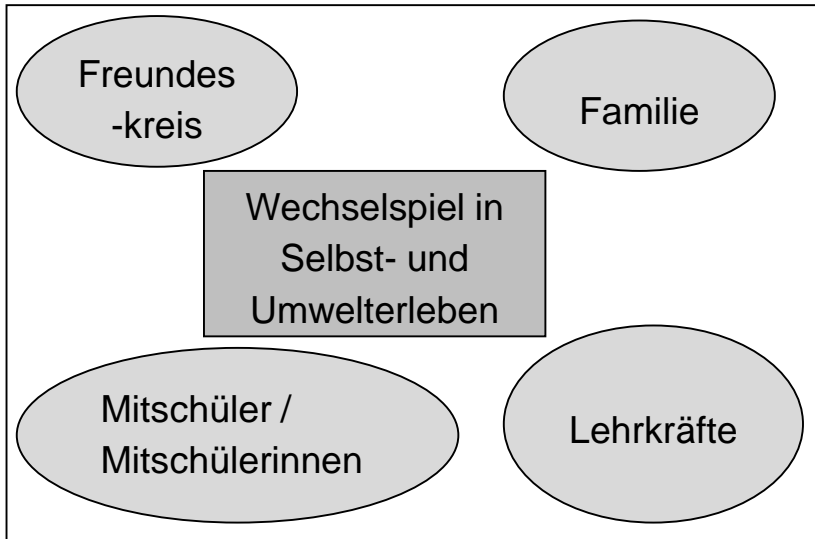 Freundes
-kreis
Familie
Wechselspiel in
Selbst- und
Umwelterleben
Mitschüler /
Mitschülerinnen
Lehrkräfte